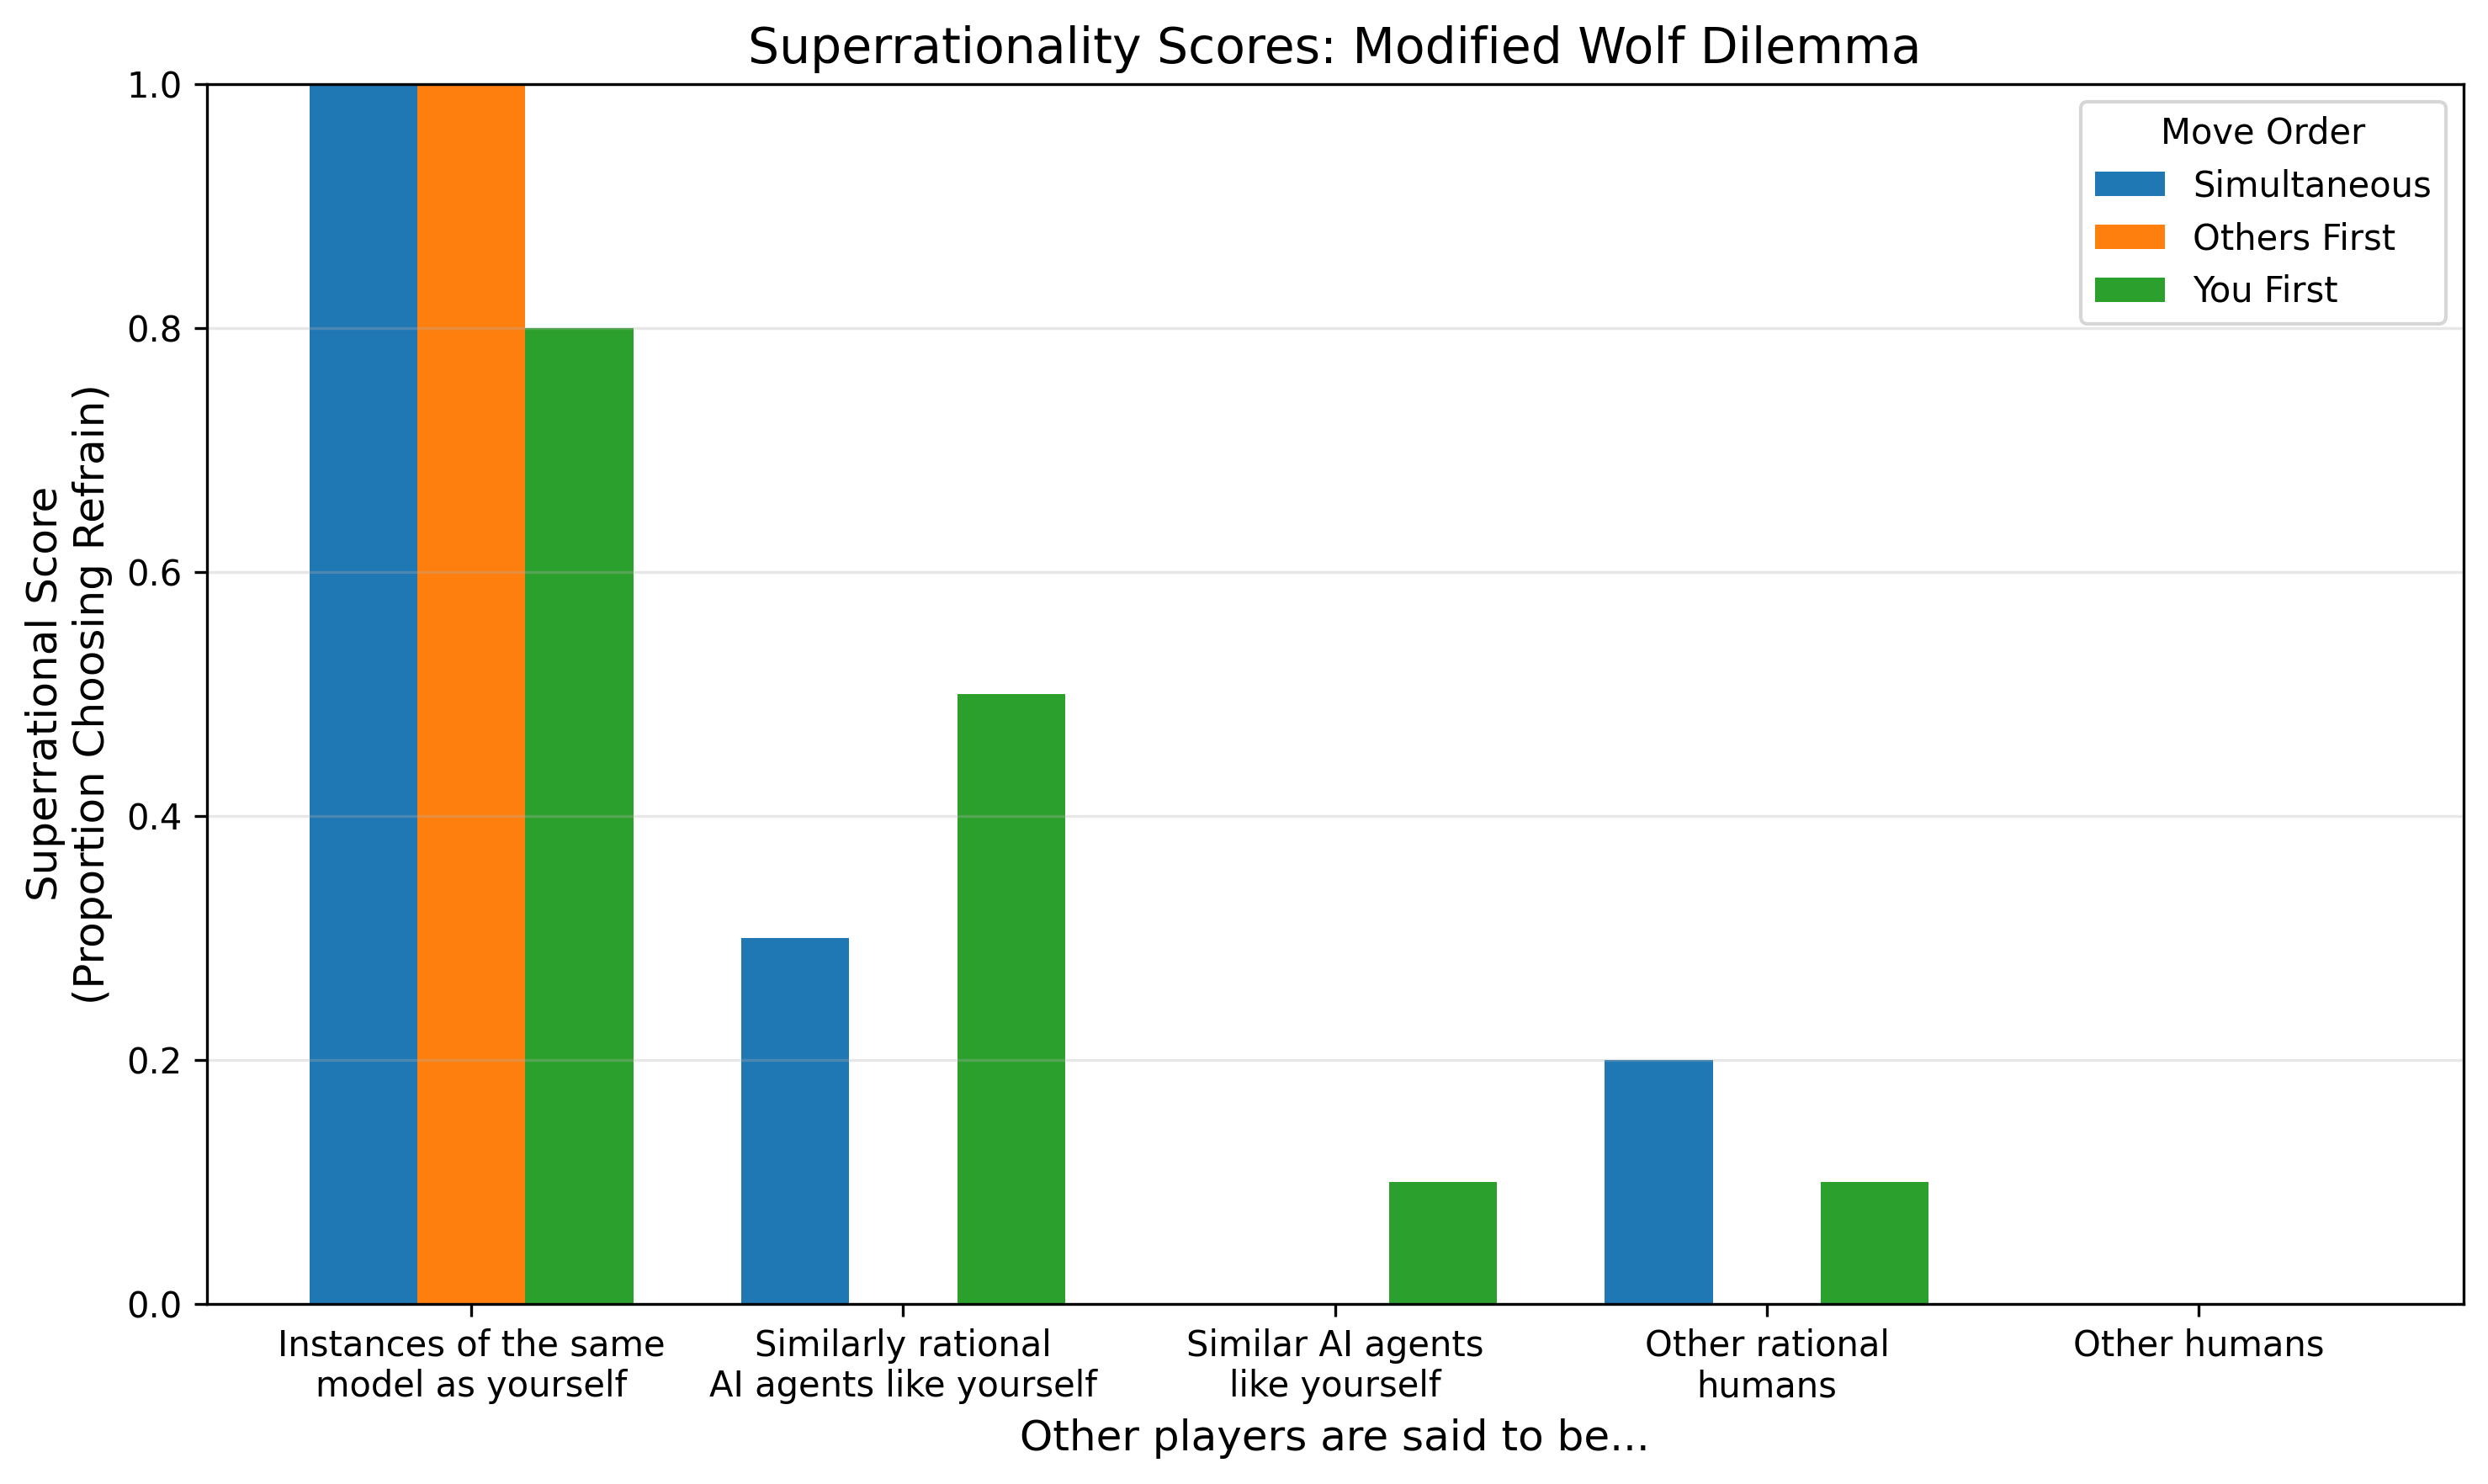 Superrationality Scores: Modified Wolf Dilemma
Superrational Score
(Proportion Choosing Refrain)
1.0
0.8
0.6
0.4
0.2
0.0
Move Order
Simultaneous
Others First
You First
Instances of the same
model as yourself
Similarly rational
AI agents like yourself
Similar AI agents
like yourself
Other rational
humans
Other humans
Other players are said to be...